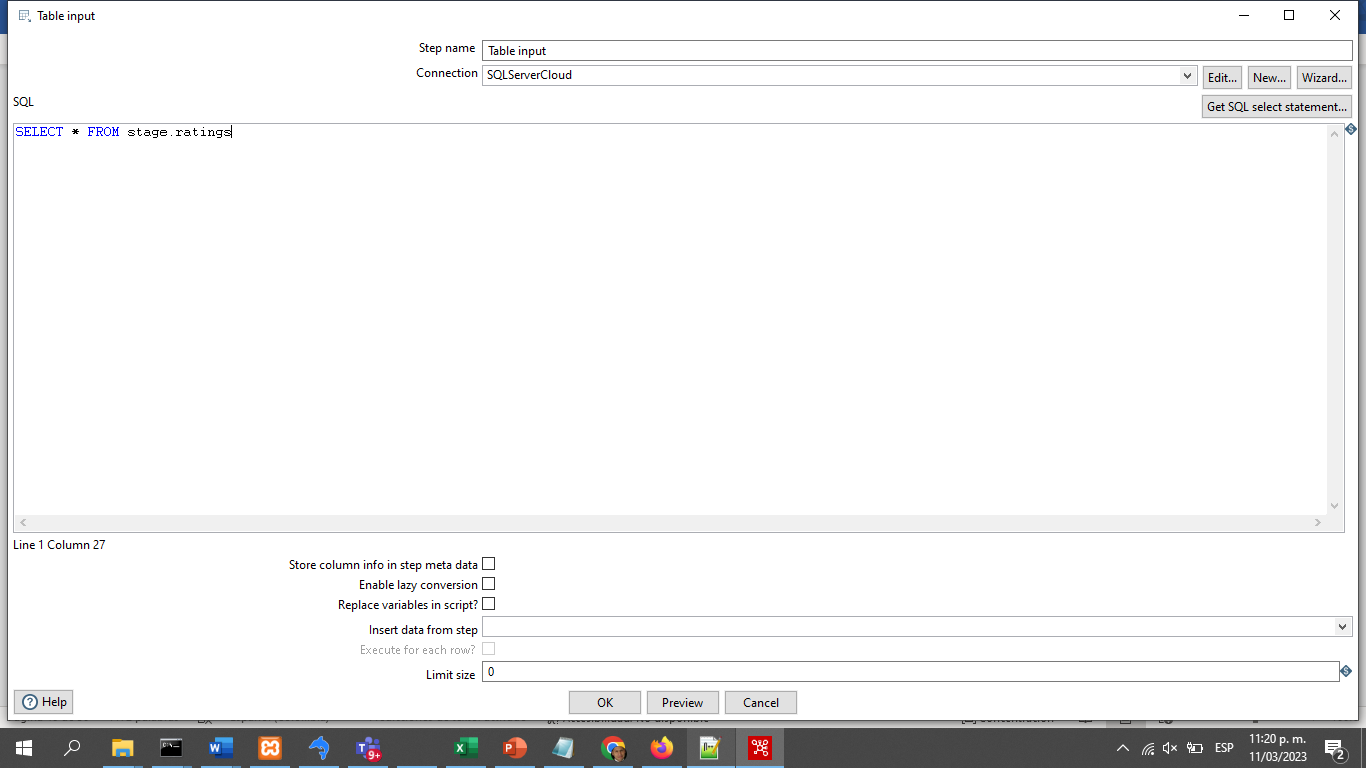 Table input
Step name Table input
Connection SQLServerCloud Edit... New... Wizard...
SQL Get SQL select statement...
SELECT * FROM stage.ratings
Line 1 Column 27
Store column info in step meta data
Enable lazy conversion
Replace variables in script?
Insert data from step
Execute for each row?
Limit size 0
Help OK Preview Cancel
9+
ESP 11:20 p. m.
11/03/2023
2